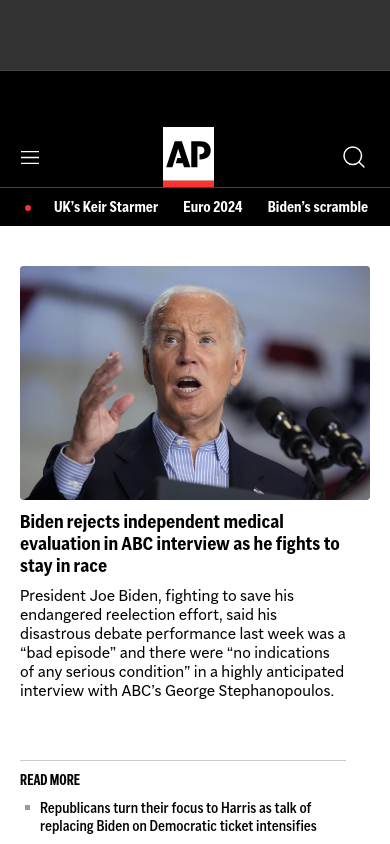 AP
UK’s Keir Starmer Euro 2024 Biden’s scramble
Biden rejects independent medical
evaluation in ABC interview as he fights to
stay in race
President Joe Biden, fighting to save his
endangered reelection effort, said his
disastrous debate performance last week was a
“bad episode” and there were “no indications
of any serious condition” in a highly anticipated
interview with ABC’s George Stephanopoulos.
READ MORE
Republicans turn their focus to Harris as talk of
replacing Biden on Democratic ticket intensifies